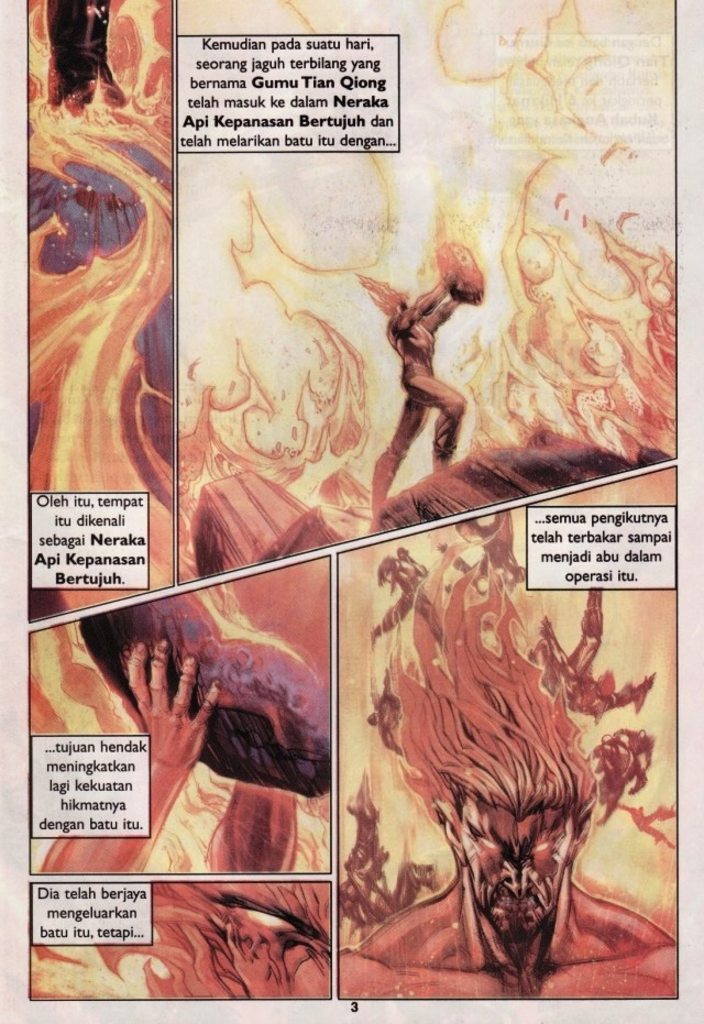 Oleh itu, tempat
itu dikenali
sebagai Neraka
Api Kepanasan
Bertujuh.
Kemudian pada suatu hari,
seorang jaguh terbilang yang
bernama Gumu Tian Qiong
telah masuk ke dalam Neraka
Api Kepanasan Bertujuh dan
telah melarikan batu itu dengan...
...tujuan hendak
meningkatkan
lagi kekuatan
hikmatnya
dengan batu itu.
Dia telah berjaya
mengeluarkan
batu itu, tetapi...
...semua pengikutnya
telah terbakar sampai
menjadi abu dalam
operasi itu.
3